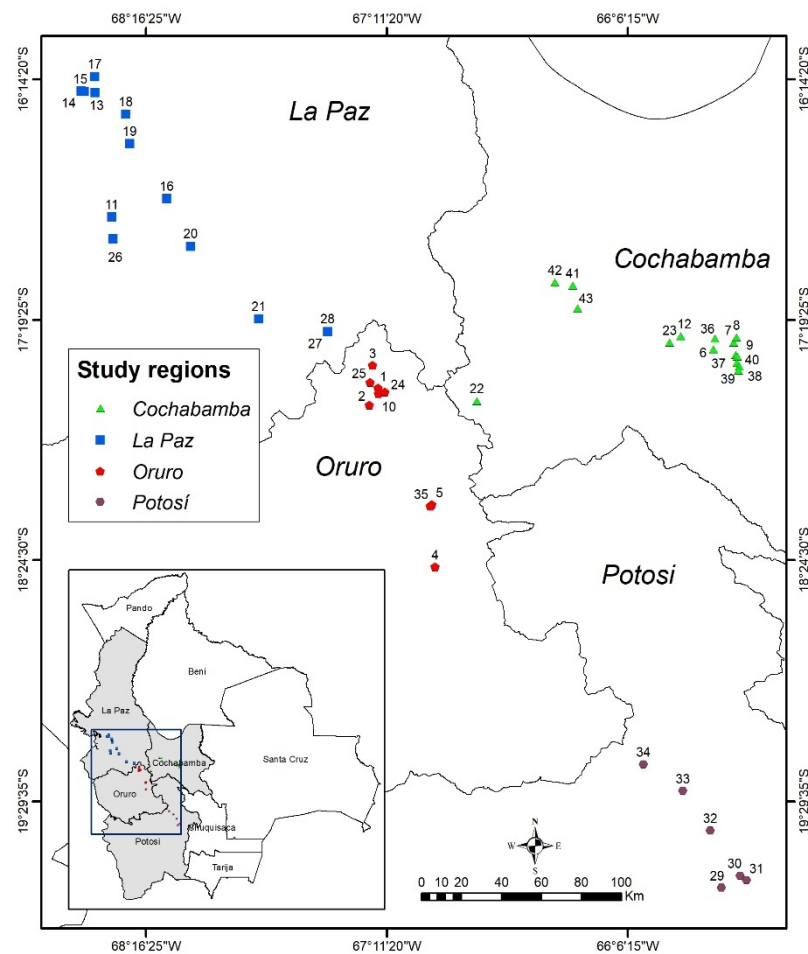 68°16'25"W 67°11'20"W 66°6'15"W
16°14'20"S 16°14'20"S
17
15
14 13
18
La Paz
19
16
11
26
20
42 41
Cochabamba
43
17°19'25"S 17°19'25"S
21
28
27
23 12 36 7 8
6 9
37 40
39 38
3
25 1 24
2 10
22
Study regions
Cochabamba
La Paz
Oruro
Potosí
Oruro
35 5
4
18°24'30"S 18°24'30"S
Potosi
Pando
Beni
La Paz
Santa Cruz
Cochabamba
Oruro
Chuquisaca
Potosi
Tarija
34
33
19°29'35"S 19°29'35"S
32
30 31
29
N
W E
S
0 5 10 20 40 60 80 100
Km
68°16'25"W 67°11'20"W 66°6'15"W